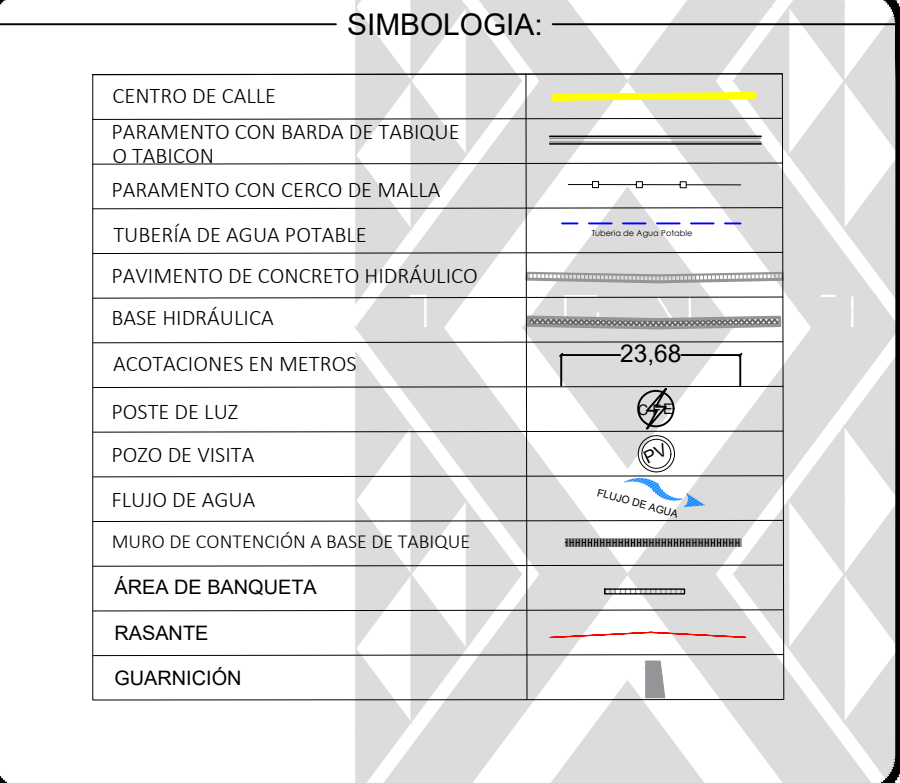 SIMBOLOGIA:
CENTRO DE CALLE
PARAMENTO CON BARDA DE TABIQUE
O TABICON
PARAMENTO CON CERCO DE MALLA
TUBERÍA DE AGUA POTABLE
Tuberia de Agua Potable
PAVIMENTO DE CONCRETO HIDRÁULICO
BASE HIDRÁULICA
ACOTACIONES EN METROS
23,68
POSTE DE LUZ
CFE
POZO DE VISITA
PV
FLUJO DE AGUA
FLUJO DE AGUA
MURO DE CONTENCIÓN A BASE DE TABIQUE
ÁREA DE BANQUETA
RASANTE
GUARNICIÓN